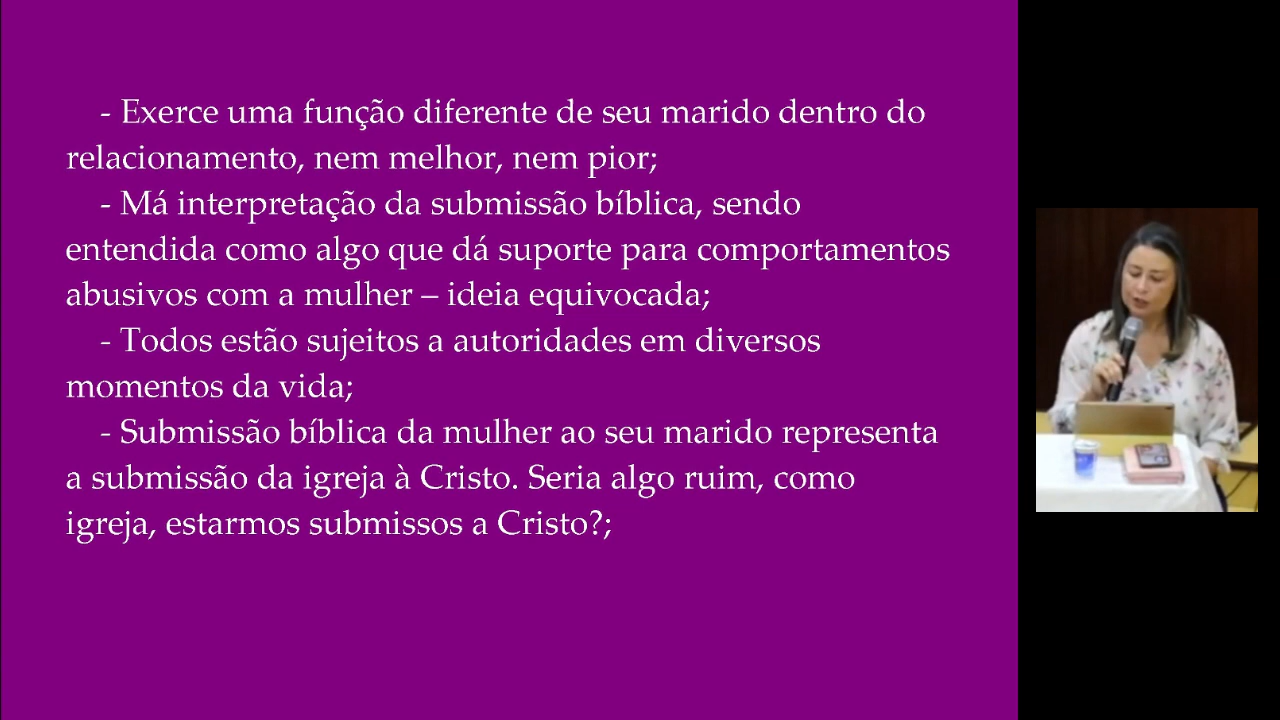 - Exerce uma função diferente de seu marido dentro do
relacionamento, nem melhor, nem pior;
- Má interpretação da submissão bíblica, sendo
entendida como algo que dá suporte para comportamentos
abusivos com a mulher – ideia equivocada;
- Todos estão sujeitos a autoridades em diversos
momentos da vida;
- Submissão bíblica da mulher ao seu marido representa
a submissão da igreja à Cristo. Seria algo ruim, como
igreja, estarmos submissos a Cristo?;